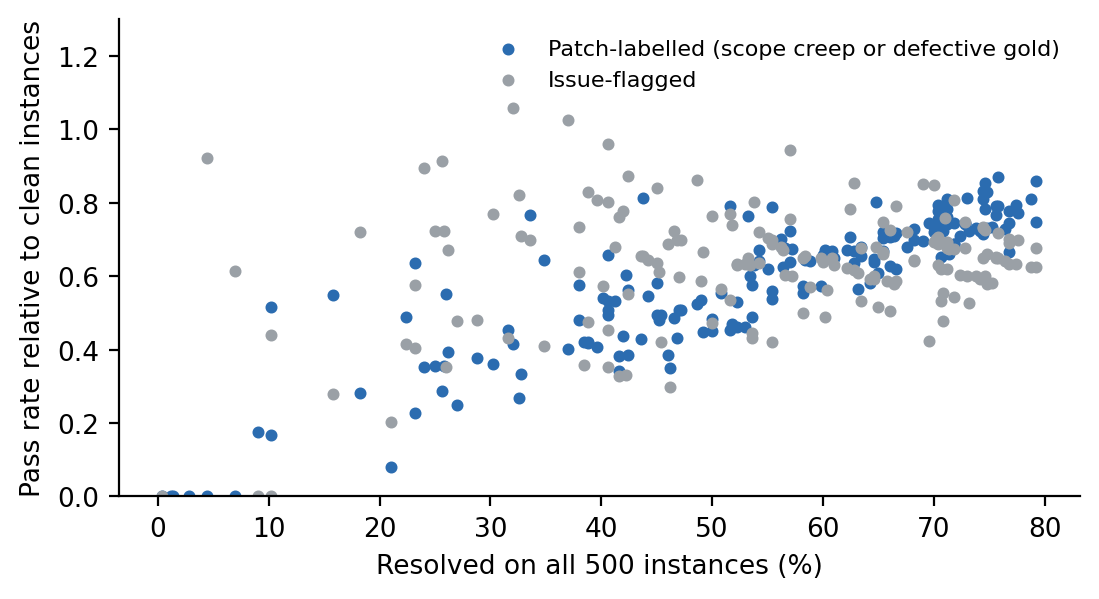 Pass rate relative to clean instances
1.2
1.0
0.8
0.6
0.4
0.2
0.0
Patch-labelled (scope creep or defective gold)
Issue-flagged
0 10 20 30 40 50 60 70 80
Resolved on all 500 instances (%)